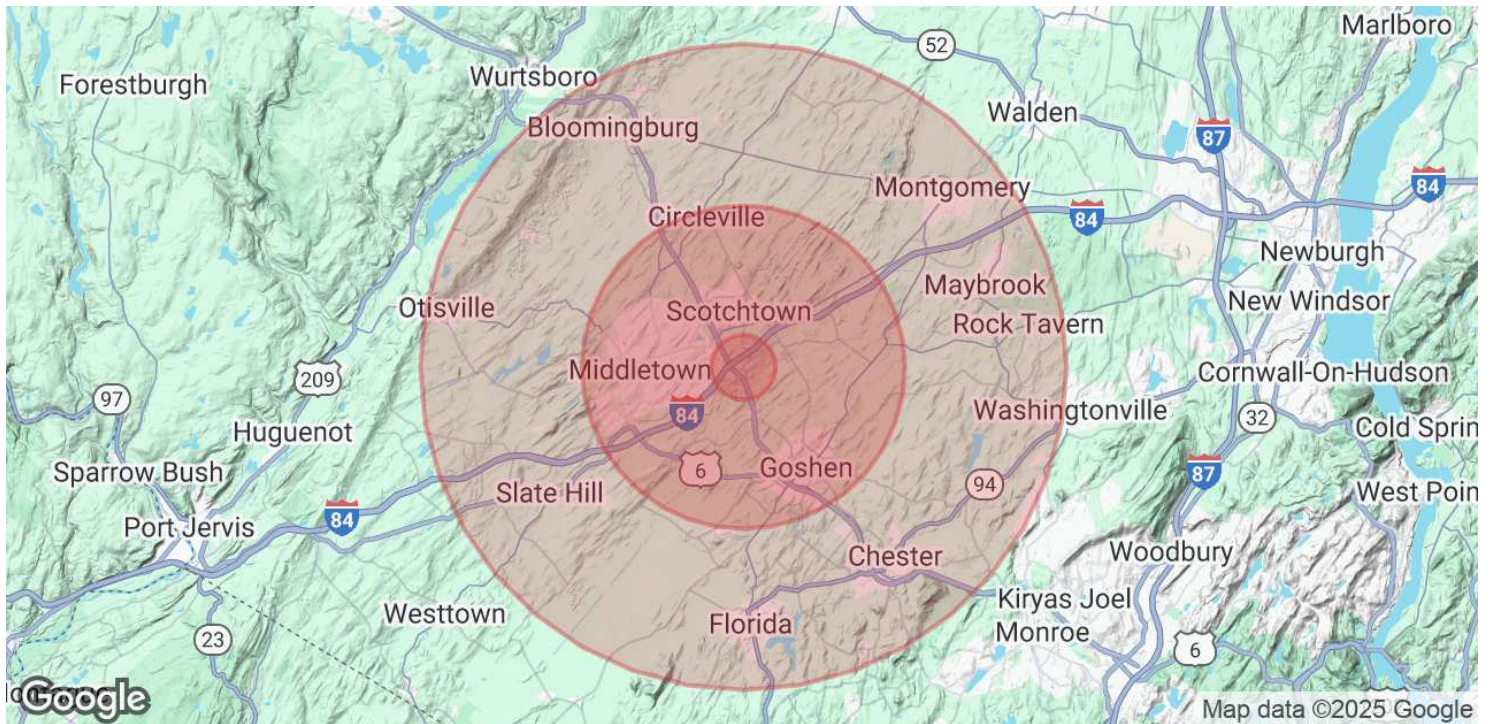 Marlboro
52
Forestburgh
Wurtsboro
Walden
Bloomingburg
87
84
Montgomery
84
Circleville
Newburgh
Maybrook
New Windsor
Otisville
Scotchtown
Rock Tavern
209
Middletown
Cornwall-On-Hudson
97
84
Washingtonville
32
Cold Sprin
Huguenot
6
Goshen
87
Sparrow Bush
94
Slate Hill
West Poin
84
Port Jervis
Chester
Woodbury
Westtown
Kiryas Joel
Florida
Monroe
23
6
Google
Map data ©2025 Google